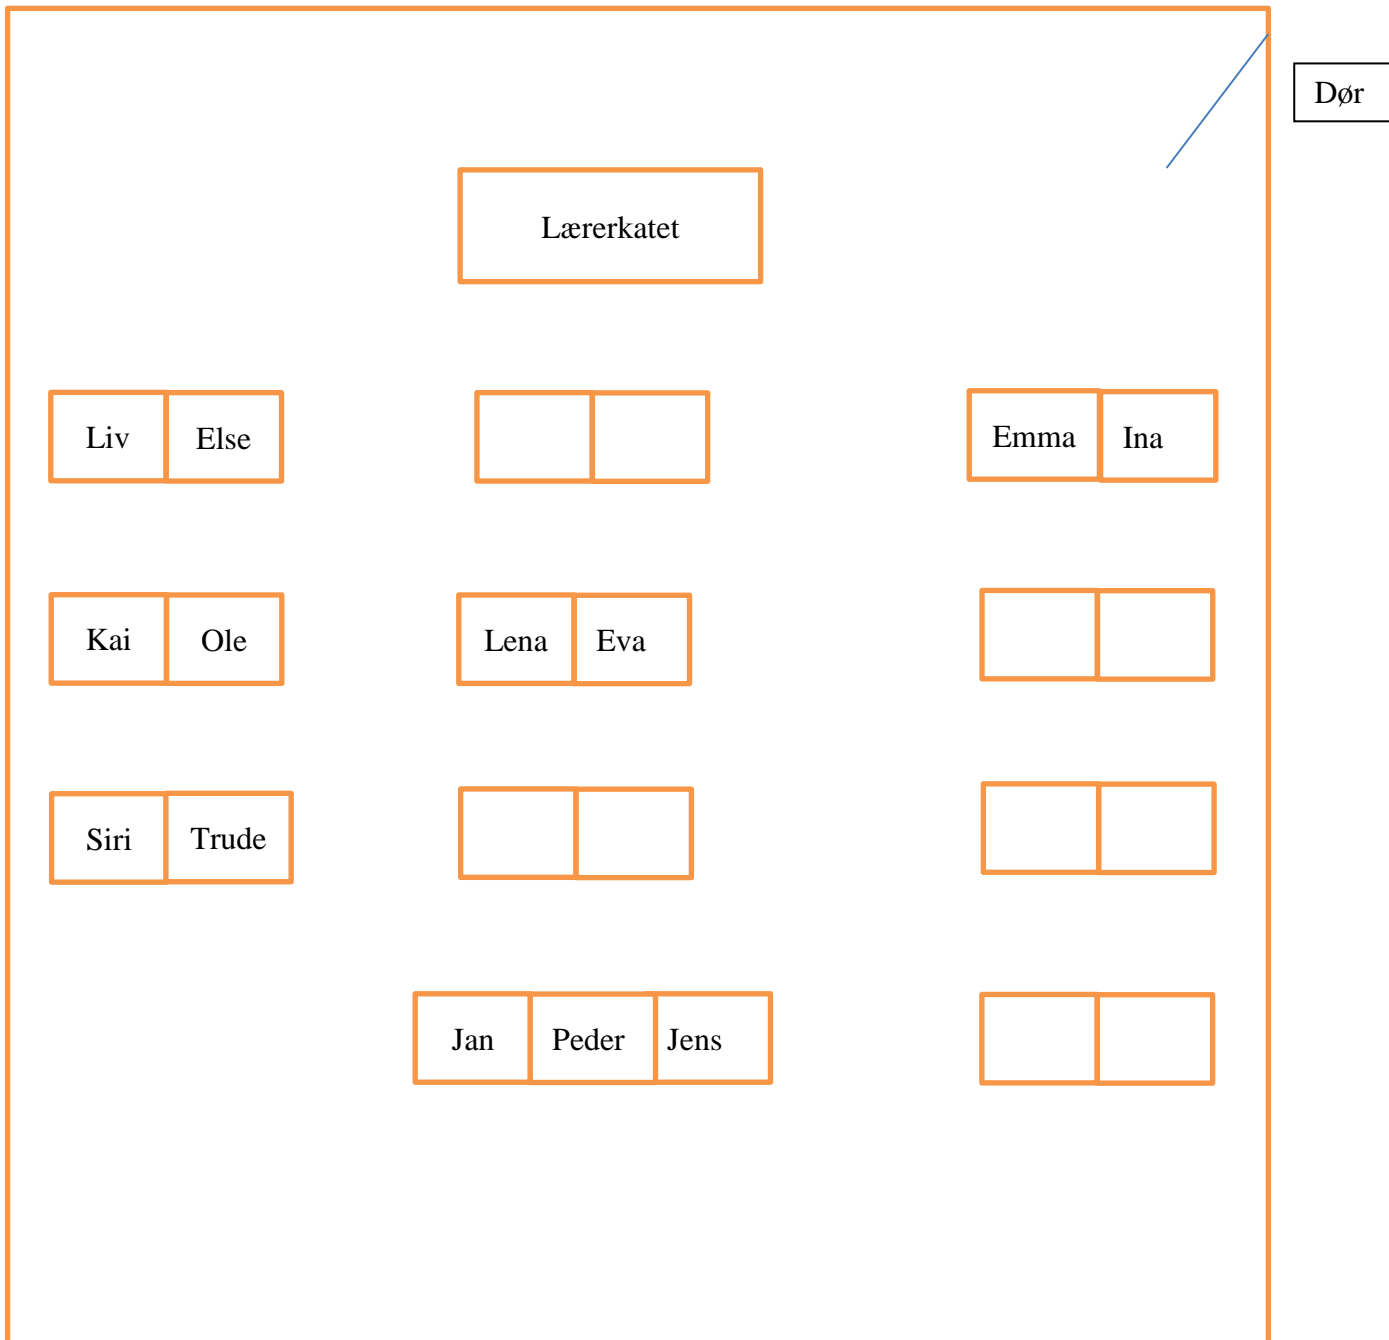 Dør
Lærerkatet
Liv Else Emma Ina
Kai Ole Lena Eva
Siri Trude
Jan Peder Jens